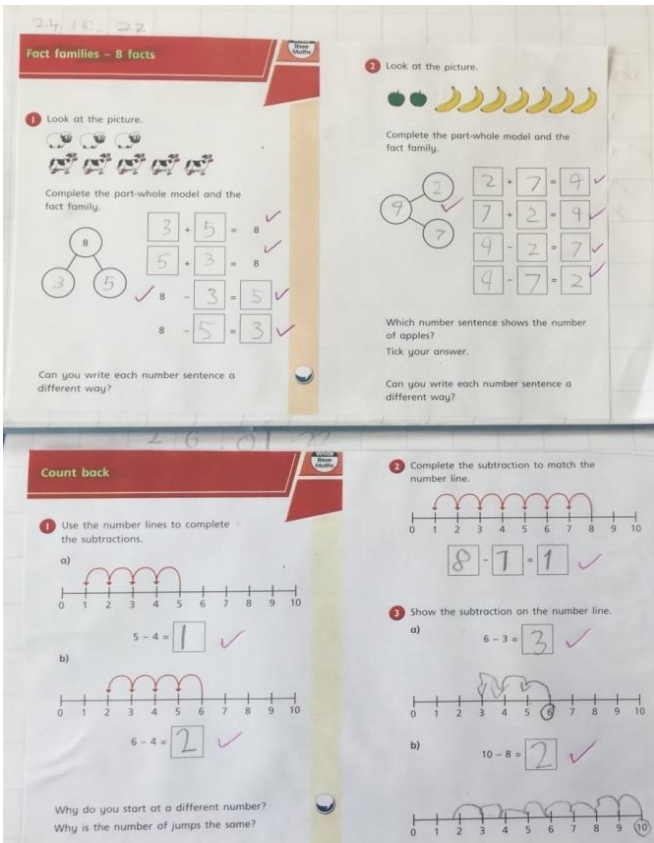 24.10.22
Fact families – 8 facts
White Rose Maths
1 Look at the picture.
Complete the part-whole model and the
fact family.
8
3 5
3 + 5 = 8
5 + 3 = 8
8 - 3 = 5
8 - 5 = 3
Can you write each number sentence a
different way?
2 Look at the picture.
Complete the part-whole model and the
fact family.
9
2
7
2 + 7 = 9
7 + 2 = 9
9 - 2 = 7
9 - 7 = 2
Which number sentence shows the number
of apples?
Tick your answer.
Can you write each number sentence a
different way?
Count back
White Rose Maths
1 Use the number lines to complete
the subtractions.
a)
0 1 2 3 4 5 6 7 8 9 10
5 - 4 = 1
b)
0 1 2 3 4 5 6 7 8 9 10
6 - 4 = 2
Why do you start at a different number?
Why is the number of jumps the same?
2 Complete the subtraction to match the
number line.
0 1 2 3 4 5 6 7 8 9 10
8 - 7 = 1
3 Show the subtraction on the number line.
a)
6 - 3 = 3
0 1 2 3 4 5 6 7 8 9 10
b)
10 - 8 = 2
0 1 2 3 4 5 6 7 8 9 10